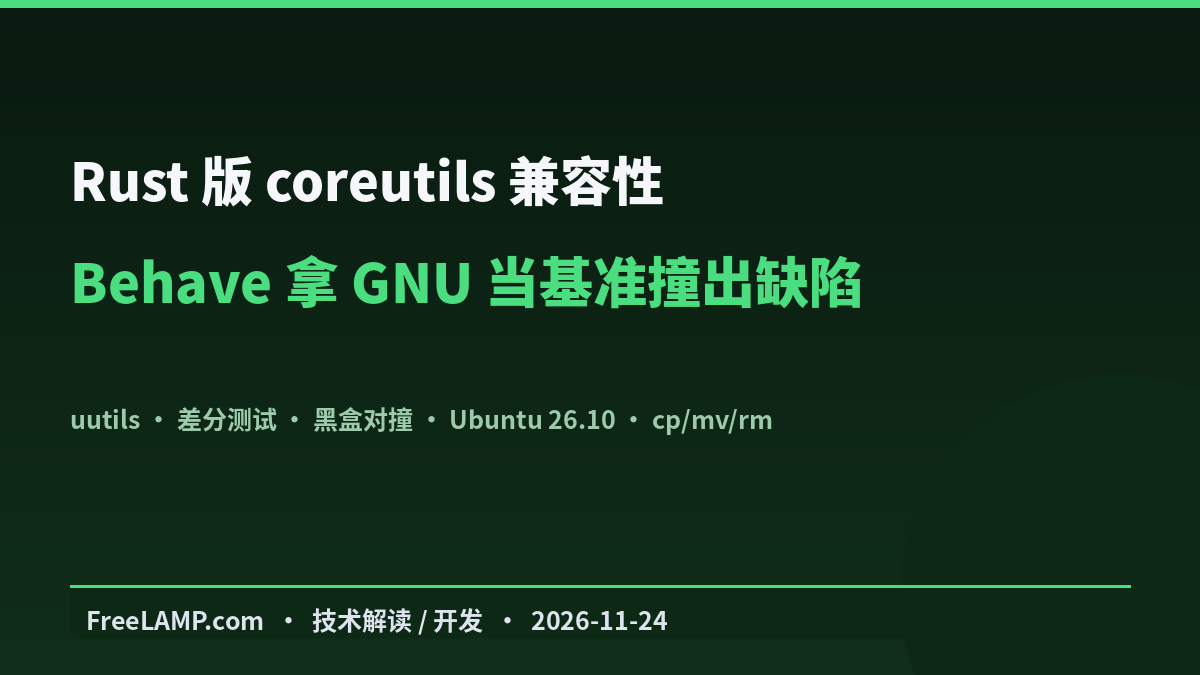 Rust 版 coreutils 兼容性
Behave 拿 GNU 当基准撞出缺陷
uutils · 差分测试 · 黑盒对撞 · Ubuntu 26.10 · cp/mv/rm
FreeLAMP.com · 技术解读 / 开发 · 2026-11-24